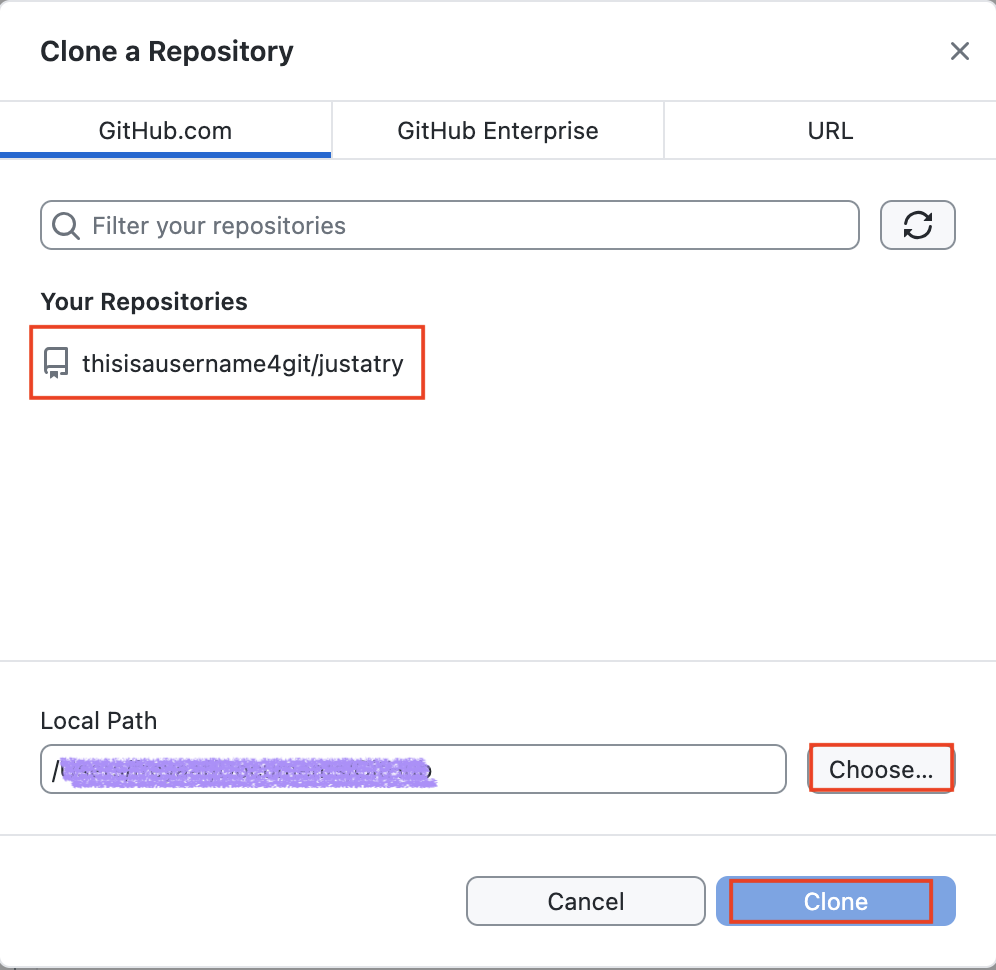 Clone a Repository
GitHub.com
GitHub Enterprise
URL
Filter your repositories
Your Repositories
thisisausername4git/justatry
Local Path
/
Choose...
Cancel
Clone